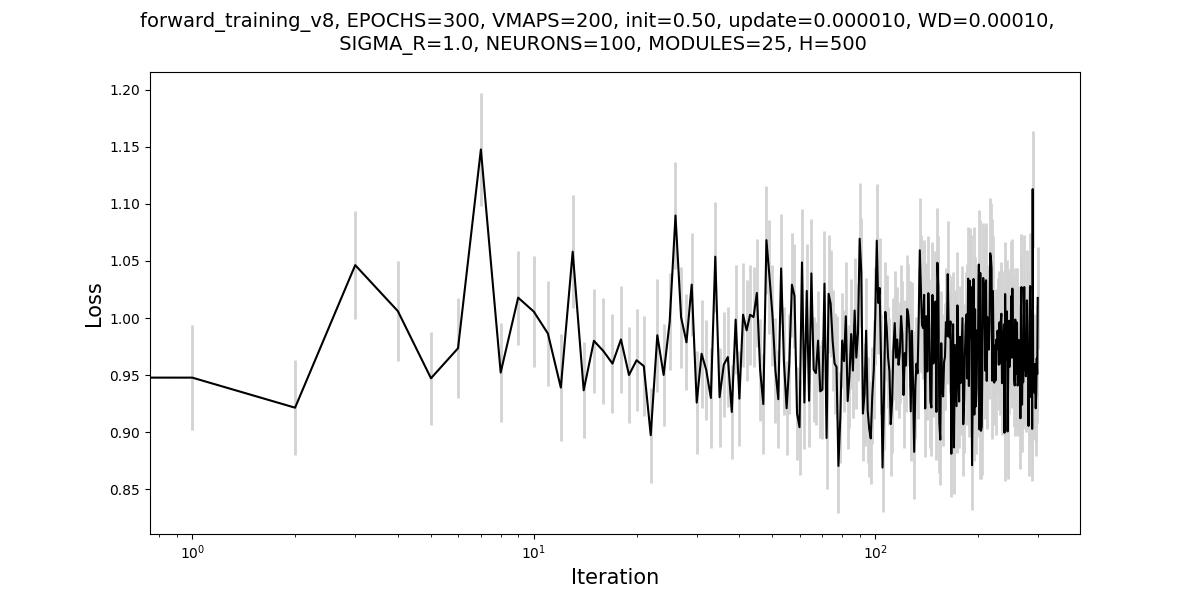 forward_training_v8, EPOCHS=300, VMAPS=200, init=0.50, update=0.000010, WD=0.00010,
SIGMA_R=1.0, NEURONS=100, MODULES=25, H=500
1.20
1.15
1.10
1.05
1.00
0.95
0.90
0.85
Loss
10⁰
10¹
10²
Iteration